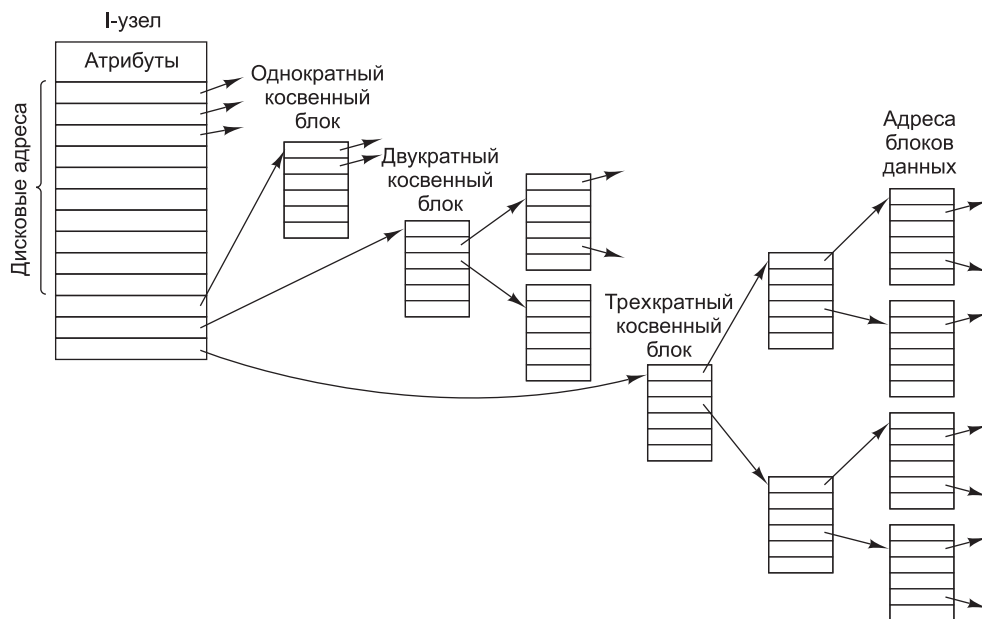 I-узел
Атрибуты
Дисковые адреса
Однократный
косвенный
блок
Двукратный
косвенный
блок
Трехкратный
косвенный
блок
Адреса
блоков
данных